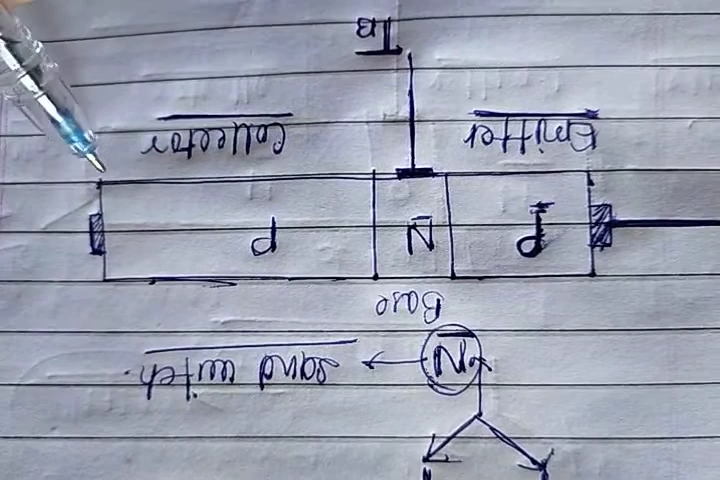 N sand witch.
Base
P N P
Emitter Collector
IB